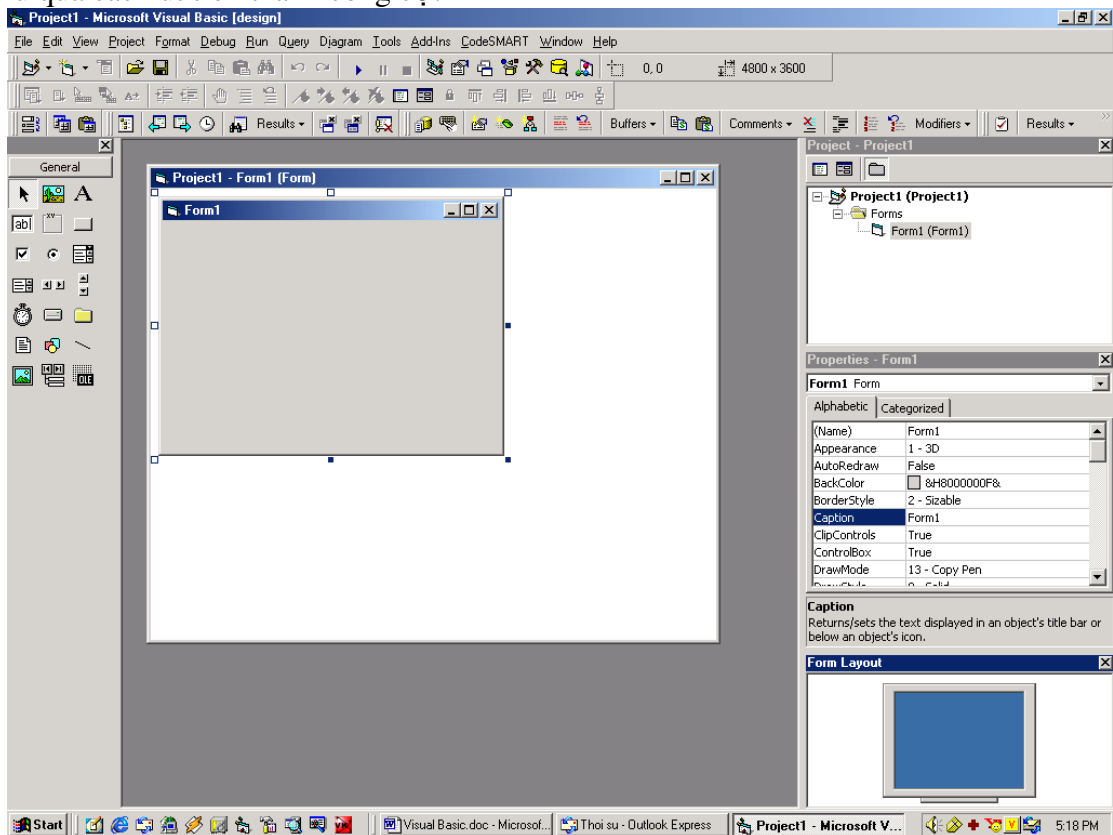 Project1 - Microsoft Visual Basic [design]
File Edit View Project Format Debug Run Query Diagram Tools Add-Ins CodeSMART Window Help
0, 0 4800 x 3600
Results Buffers Comments Modifiers Results
General
A
abl
XV
OLE
Project1 - Form1 (Form)
Form1
Project - Project1
Project1 (Project1)
Forms
Form1 (Form1)
Properties - Form1
Form1 Form
Alphabetic Categorized
(Name) Form1
Appearance 1 - 3D
AutoRedraw False
BackColor &H8000000F&
BorderStyle 2 - Sizable
Caption Form1
ClipControls True
ControlBox True
DrawMode 13 - Copy Pen
Caption
Returns/sets the text displayed in an object's title bar or
below an object's icon.
Form Layout
Start Visual Basic.doc - Microsof... Thoi su - Outlook Express Project1 - Microsoft V... 5:18 PM